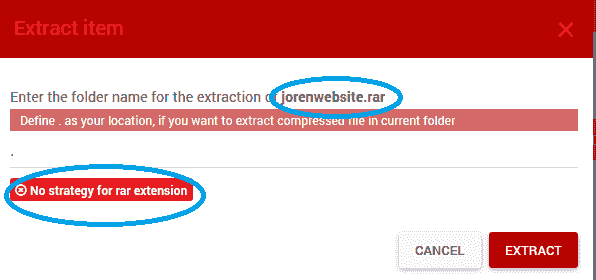 Extract item
Enter the folder name for the extraction of jorenwebsite.rar
Define . as your location, if you want to extract compressed file in current folder
.
No strategy for rar extension
CANCEL EXTRACT